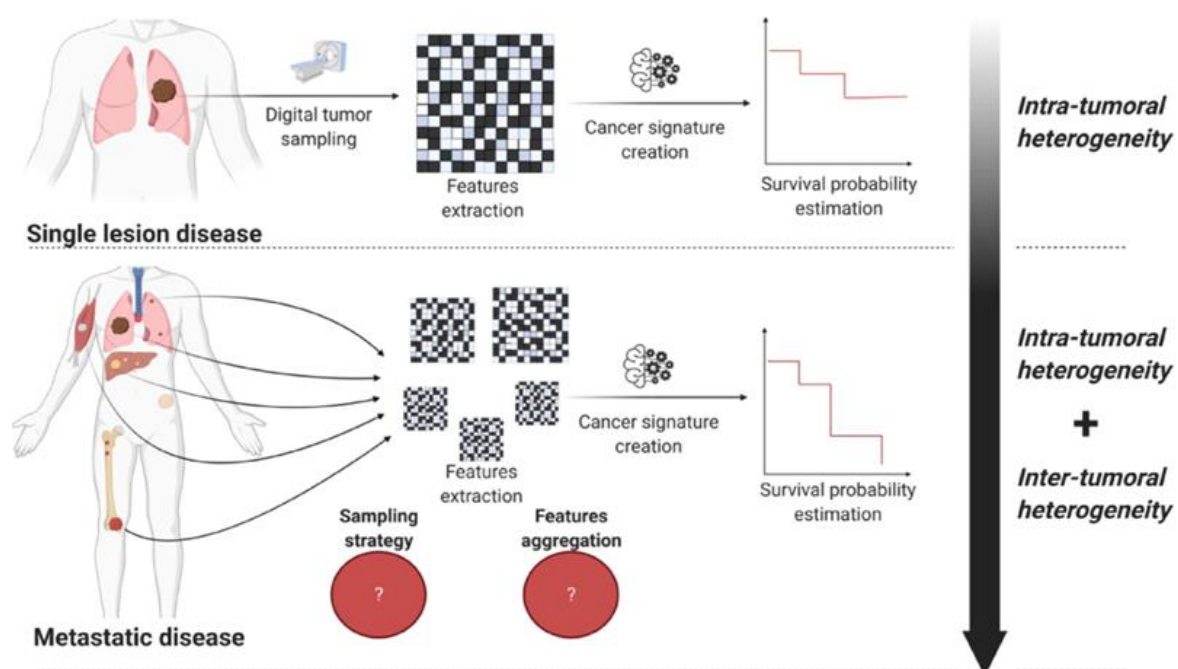 Digital tumor
sampling
Features
extraction
Cancer signature
creation
Survival probability
estimation
Intra-tumoral
heterogeneity
Single lesion disease
Features
extraction
Cancer signature
creation
Survival probability
estimation
Intra-tumoral
heterogeneity
+
Inter-tumoral
heterogeneity
Sampling
strategy
?
Features
aggregation
?
Metastatic disease